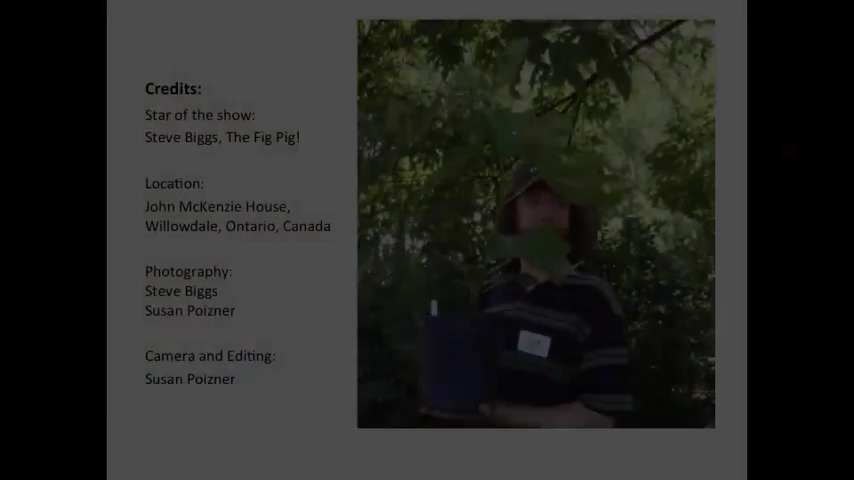 Credits:
Star of the show:
Steve Biggs, The Fig Pig!
Location:
John McKenzie House,
Willowdale, Ontario, Canada
Photography:
Steve Biggs
Susan Poizner
Camera and Editing:
Susan Poizner